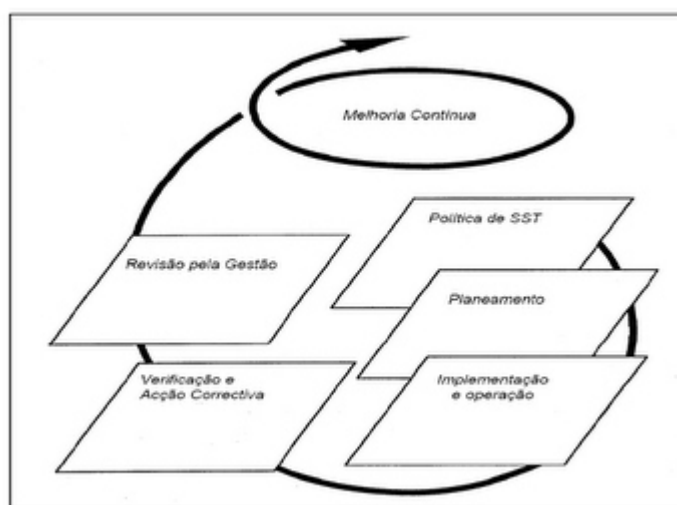 Melhoria Contínua
Política de SST
Revisão pela Gestão
Planeamento
Verificação e
Acção Correctiva
Implementação
e operação